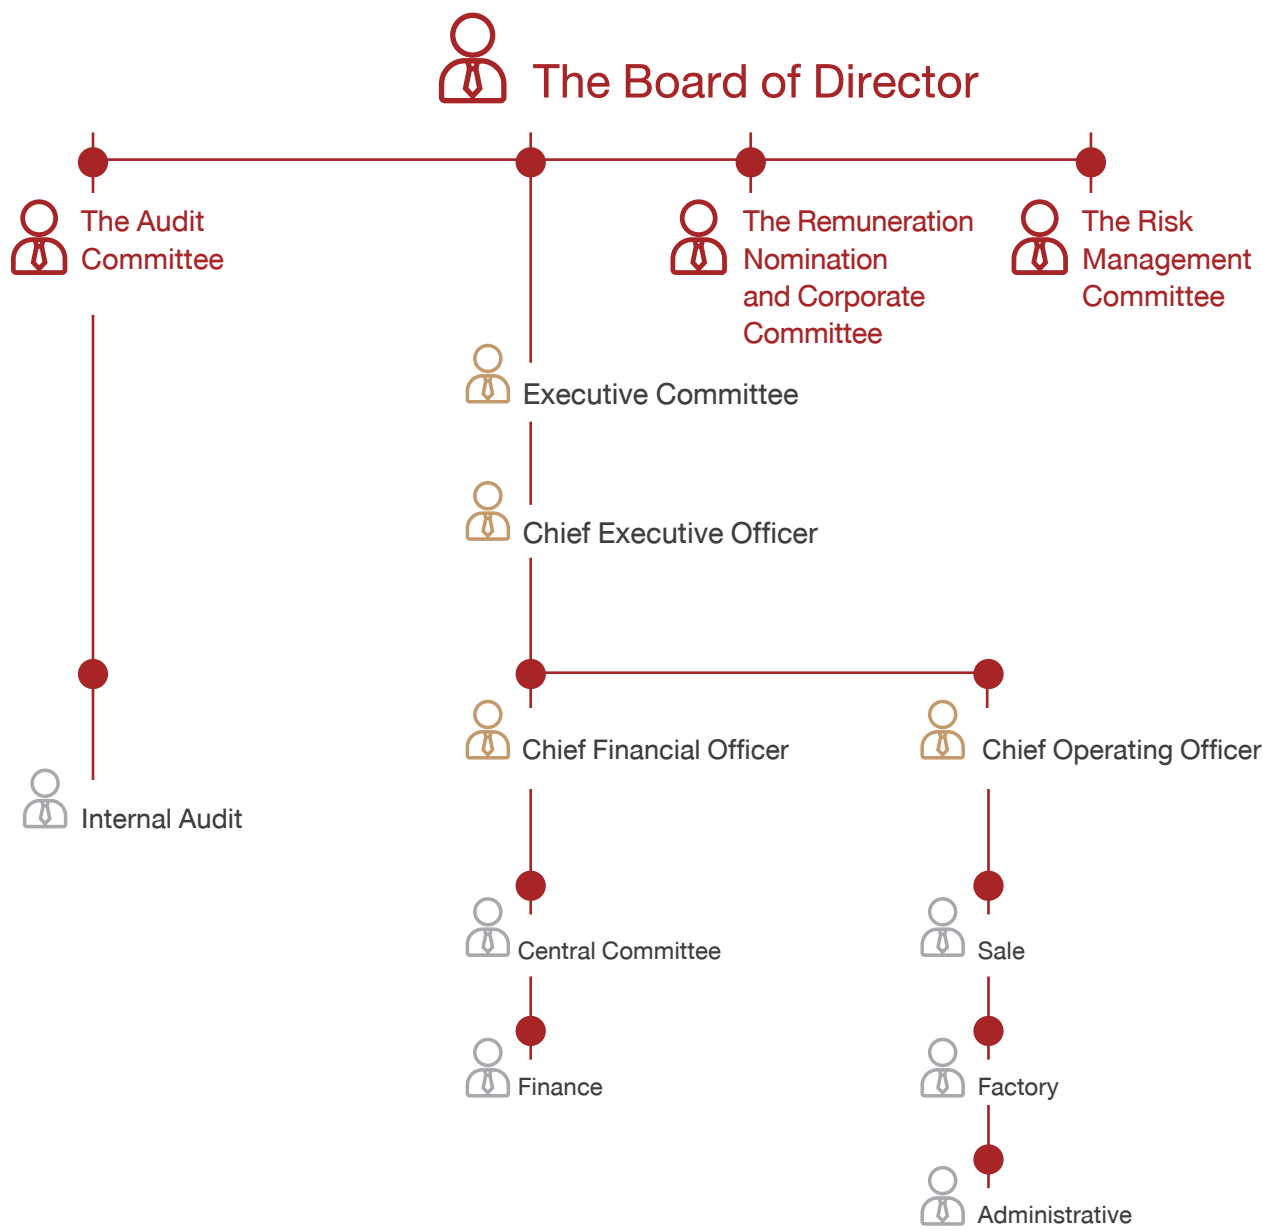 The Board of Director
The Audit
Committee
The Remuneration
Nomination
and Corporate
Committee
The Risk
Management
Committee
Executive Committee
Chief Executive Officer
Chief Financial Officer
Chief Operating Officer
Internal Audit
Central Committee
Sale
Finance
Factory
Administrative